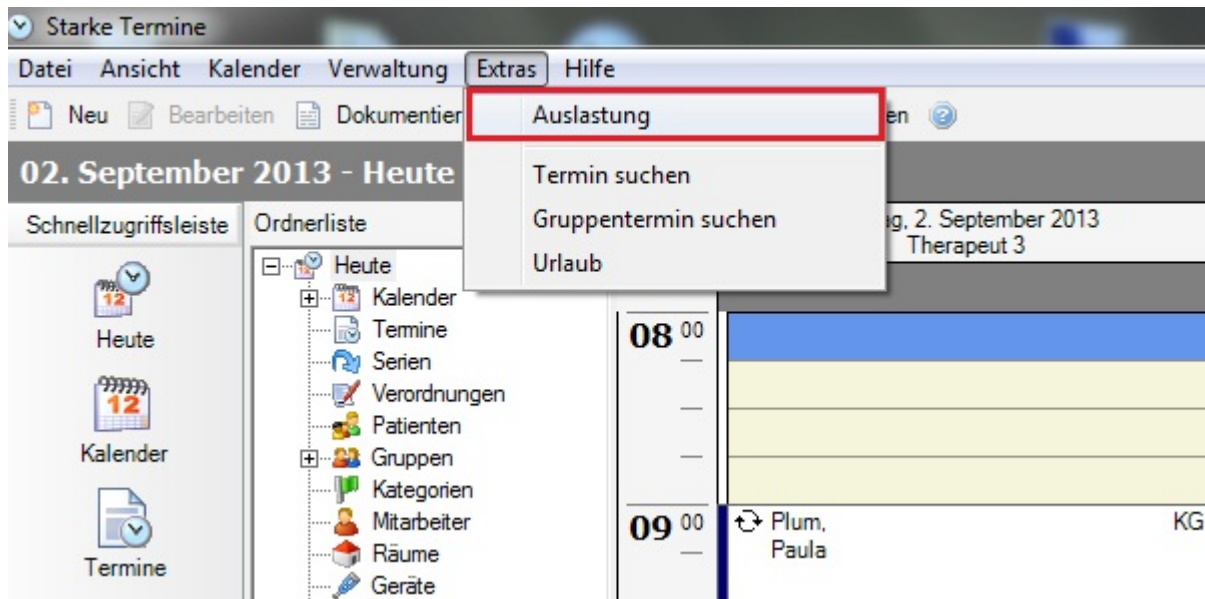 Starke Termine
Datei Ansicht Kalender Verwaltung Extras Hilfe
Neu Bearbeiten Dokumentier
en
Auslastung
Termin suchen
Gruppentermin suchen
Urlaub
02. September 2013 - Heute
Schnellzugriffsleiste
Heute
Kalender
Termine
Ordnerliste
Heute
Kalender
Termine
Serien
Verordnungen
Patienten
Gruppen
Kategorien
Mitarbeiter
Räume
Geräte
g, 2. September 2013
Therapeut 3
08 00
09 00
Plum,
Paula
KG